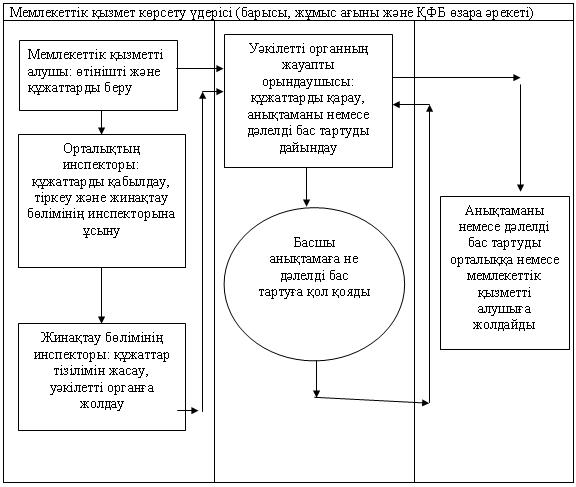 Мемлекеттік қызмет көрсету үдерісі (барысы, жұмыс ағыны және ҚФБ өзара әрекеті)
Мемлекеттік қызметті
алушы: өтінішті және
құжаттарды беру
Орталықтың
инспекторы:
құжаттарды қабылдау,
тіркеу және жинақтау
бөлімінің инспекторына
ұсыну
Жинақтау бөлімінің
инспекторы: құжаттар
тізілімін жасау,
уәкілетті органға
жолдау
Уәкілетті органның
жауапты
орындаушысы:
құжаттарды қарау,
анықтаманы немесе
дәлелді бас тартуды
дайындау
Басшы
анықтамаға не
дәлелді бас
тартуға қол қояды
Анықтаманы
немесе дәлелді
бас тартуды
орталыққа немесе
мемлекеттік
қызметті
алушыға
жолдайды